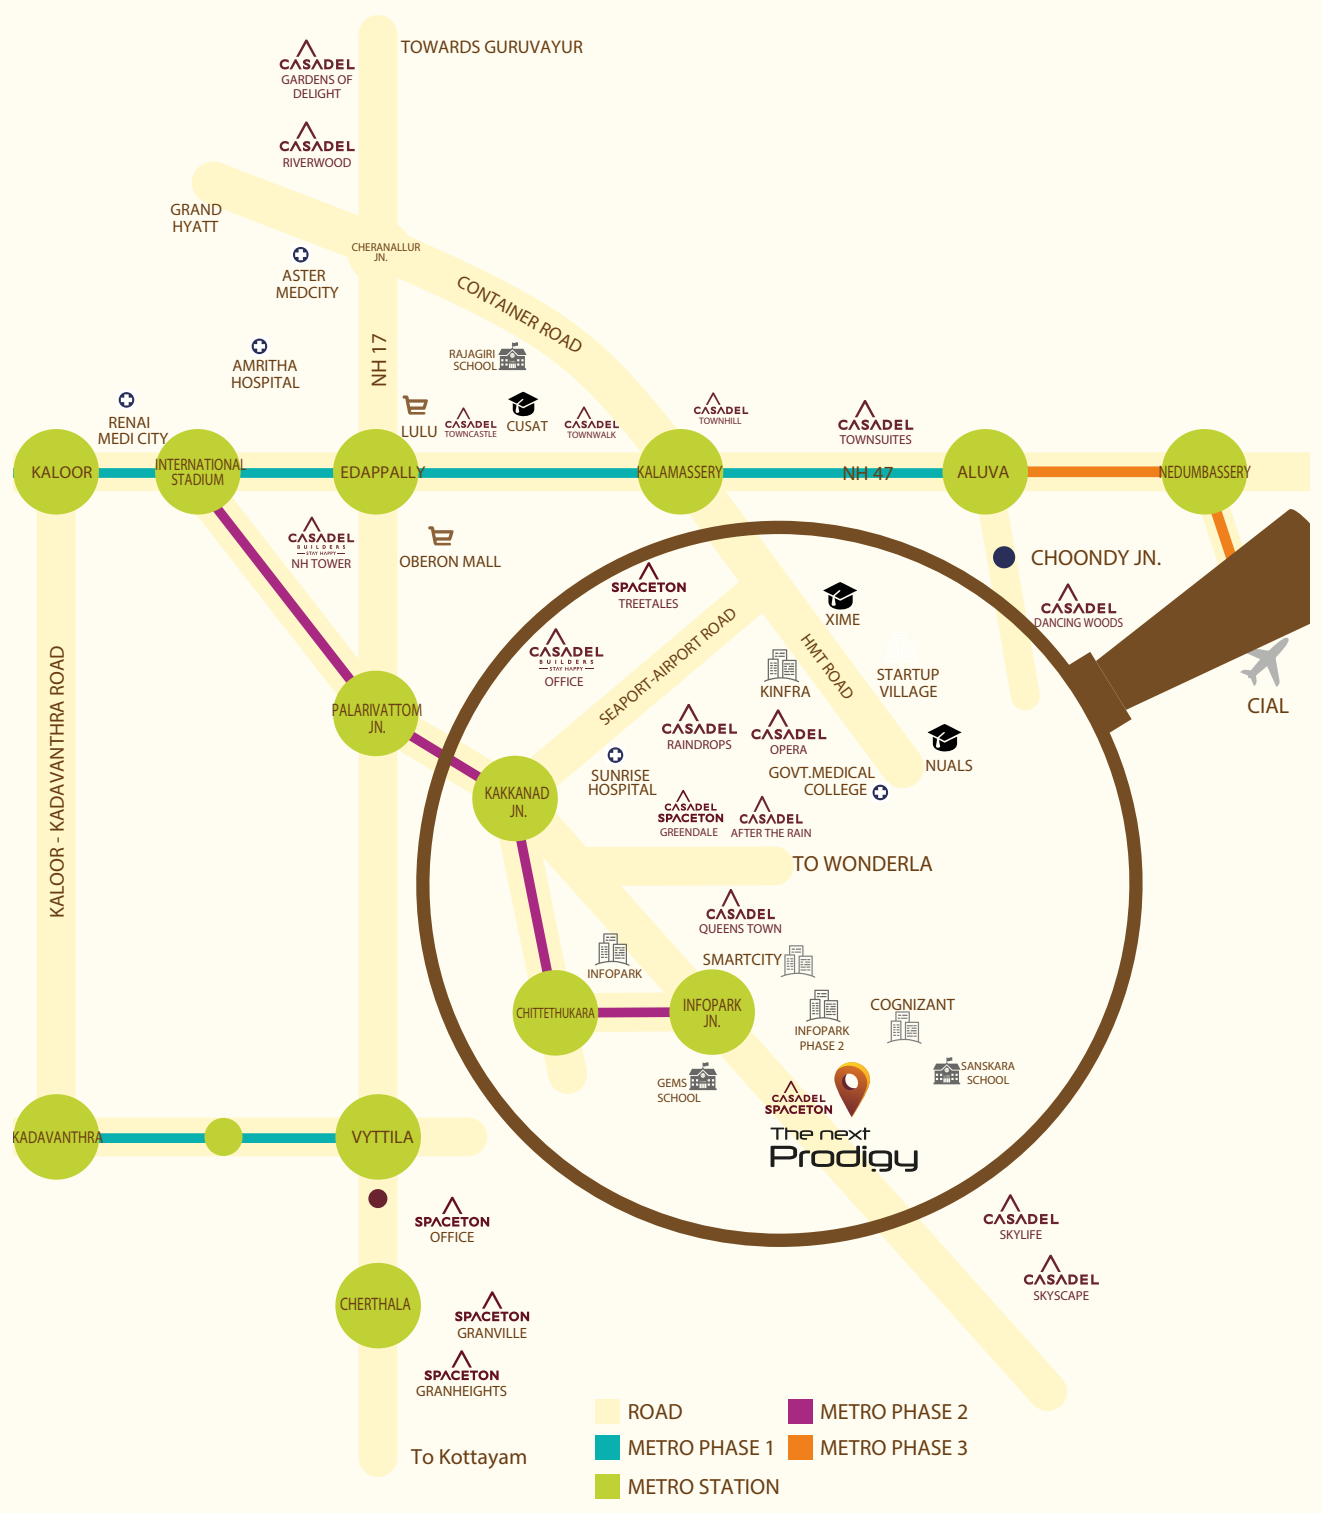 TOWARDS GURUVAYUR
CASADEL
GARDENS OF
DELIGHT
CASADEL
RIVERWOOD
GRAND
HYATT
CHERANALLUR
JN.
ASTER
MEDCITY
CONTAINER ROAD
NH 17
AMRITHA
HOSPITAL
RAJAGIRI
SCHOOL
RENAI
MEDI CITY
LULU
CASADEL
TOWNCASTLE
CUSAT
CASADEL
TOWNWALK
CASADEL
TOWNHILL
CASADEL
TOWNSUITES
KALOOR
INTERNATIONAL
STADIUM
EDAPPALLY
KALAMASSERY
NH 47
ALUVA
NEDUMBASSERY
CASADEL
BUILDERS
STAY HAPPY
NH TOWER
OBERON MALL
CHOONDY JN.
SPACETON
TREETALES
XIME
CASADEL
DANCING WOODS
CASADEL
BUILDERS
STAY HAPPY
OFFICE
SEAPORT-AIRPORT ROAD
HMT ROAD
KINFRA
STARTUP
VILLAGE
CIAL
KALOOR - KADAVANTHRA ROAD
PALARIVATTOM
JN.
CASADEL
RAINDROPS
CASADEL
OPERA
NUALS
SUNRISE
HOSPITAL
GOVT.MEDICAL
COLLEGE
KAKKANAD
JN.
CASADEL
SPACETON
GREENDALE
CASADEL
AFTER THE RAIN
TO WONDERLA
CASADEL
QUEENS TOWN
SMARTCITY
INFOPARK
CHITTETHUKARA
INFOPARK
JN.
INFOPARK
PHASE 2
COGNIZANT
GEMS
SCHOOL
SANSKARA
SCHOOL
CASADEL
SPACETON
The next
Prodigy
KADAVANTHRA
VYTTILA
SPACETON
OFFICE
CASADEL
SKYLIFE
CASADEL
SKYSCAPE
CHERTHALA
SPACETON
GRANVILLE
SPACETON
GRANHEIGHTS
To Kottayam
ROAD
METRO PHASE 2
METRO PHASE 1
METRO PHASE 3
METRO STATION